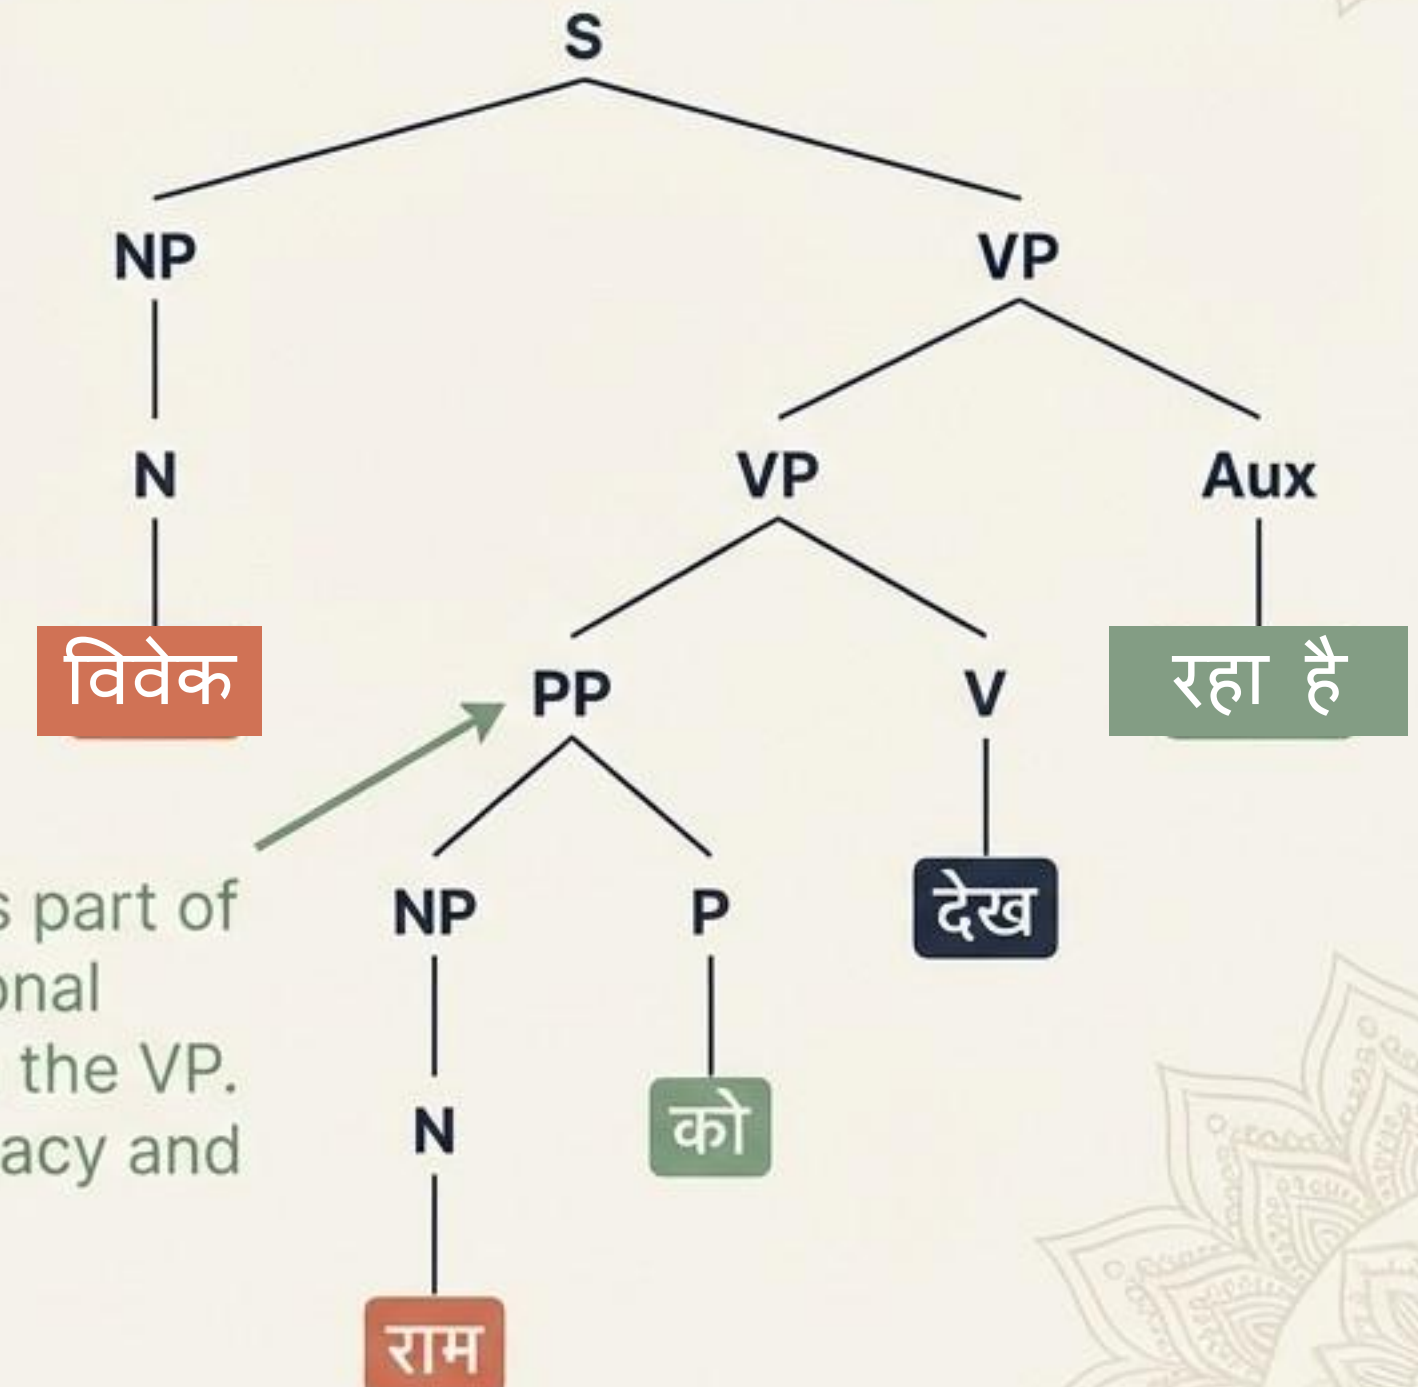 S
NP VP
N VP Aux
विवेक PP V रहा है
s part of NP P देख
onal
the VP.
acy and N को
राम